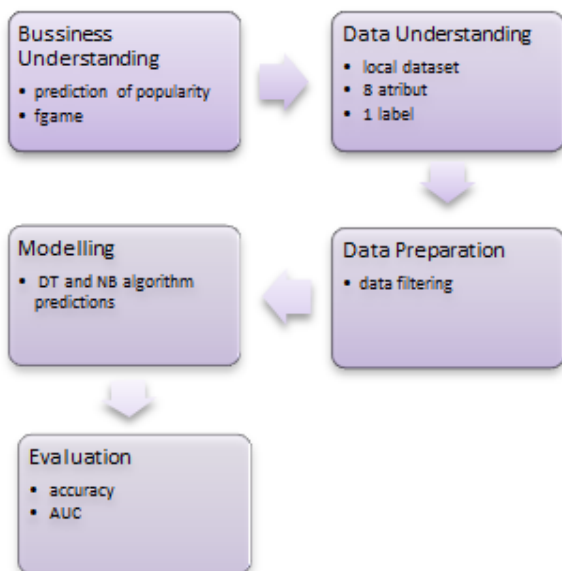 Bussiness
Understanding
• prediction of popularity
• fgame
Data Understanding
• local dataset
• 8 atribut
• 1 label
Data Preparation
• data filtering
Modelling
• DT and NB algorithm
predictions
Evaluation
• accuracy
• AUC